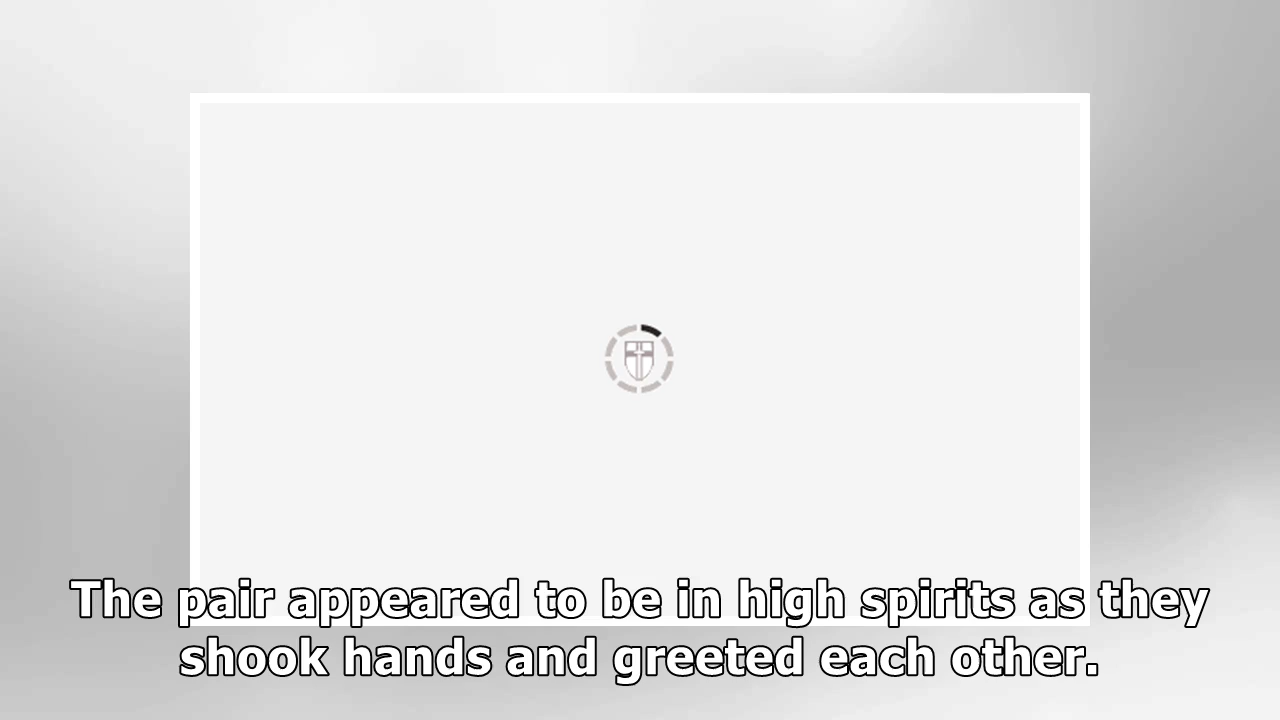 The pair appeared to be in high spirits as they
shook hands and greeted each other.